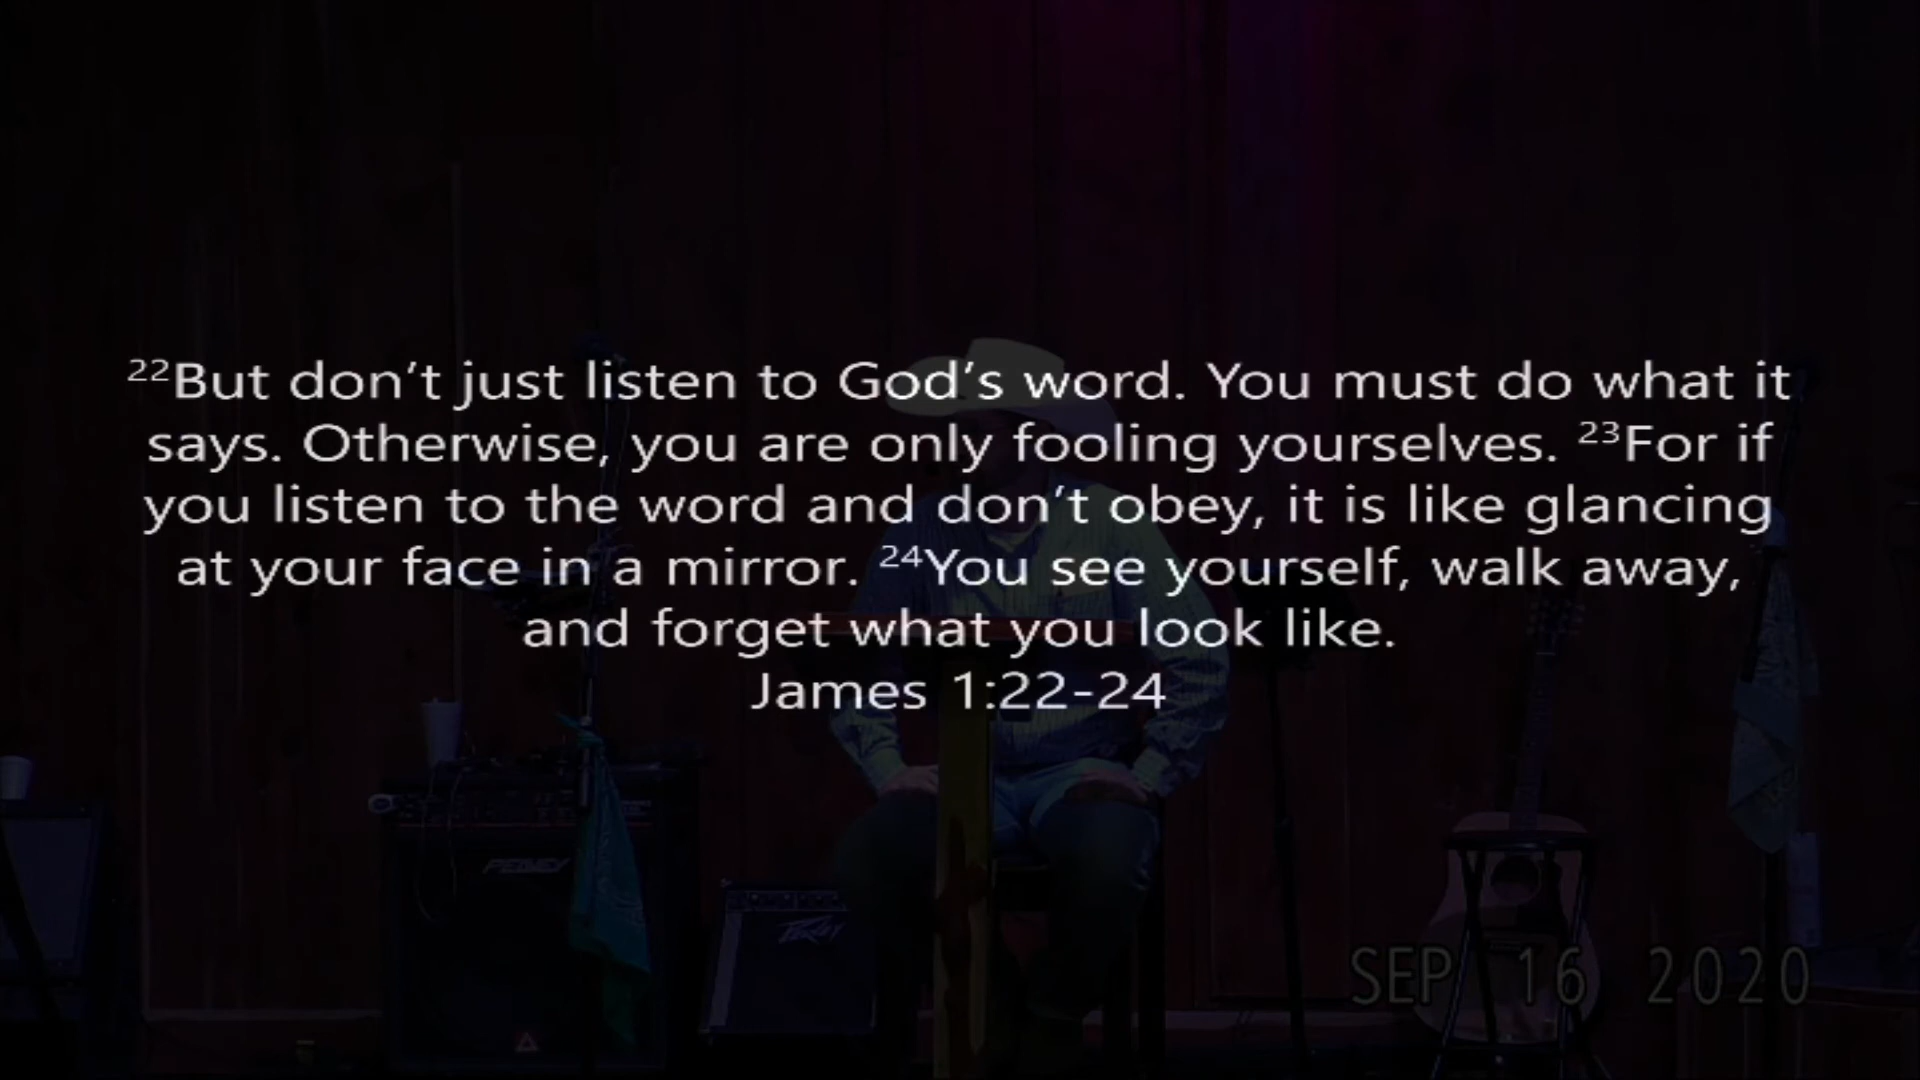 ²²But don’t just listen to God’s word. You must do what it
says. Otherwise, you are only fooling yourselves. ²³For if
you listen to the word and don’t obey, it is like glancing
at your face in a mirror. ²⁴You see yourself, walk away,
and forget what you look like.
James 1:22-24
PEAVEY
PEAVEY
SEP 16 2020